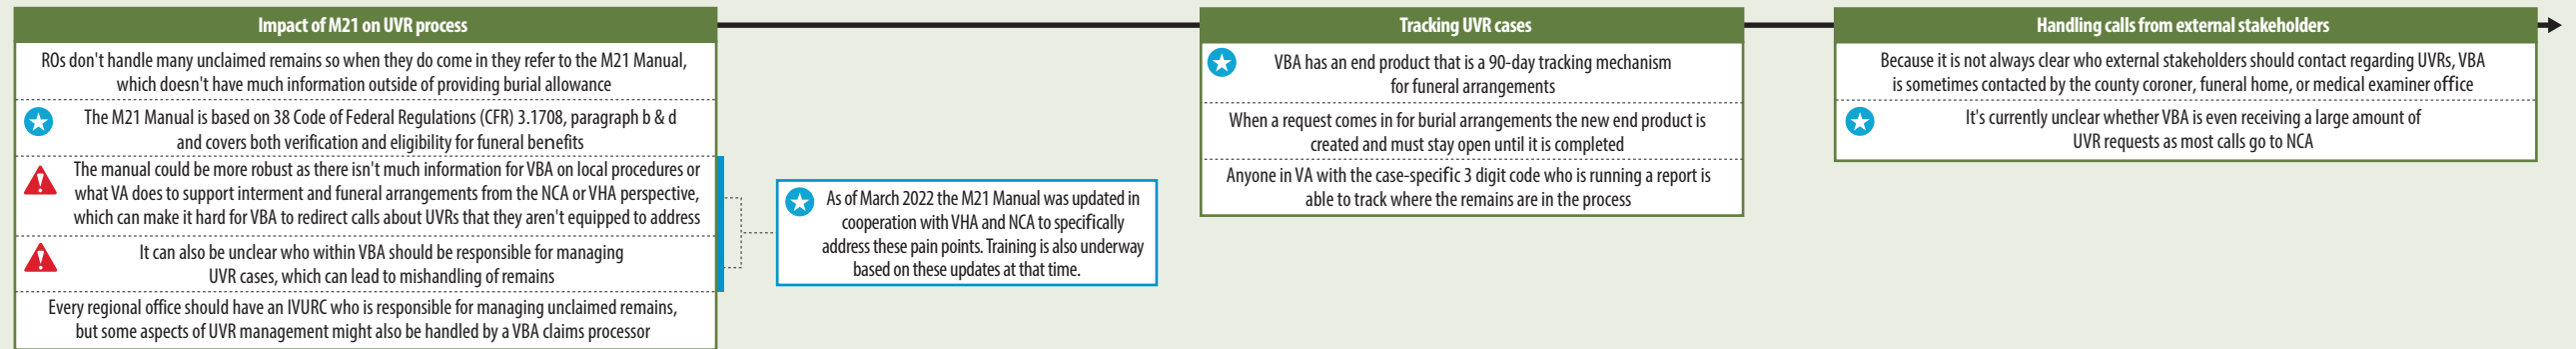 Impact of M21 on UVR process
ROs don't handle many unclaimed remains so when they do come in they refer to the M21 Manual,
which doesn't have much information outside of providing burial allowance
The M21 Manual is based on 38 Code of Federal Regulations (CFR) 3.1708, paragraph b & d
and covers both verification and eligibility for funeral benefits
The manual could be more robust as there isn't much information for VBA on local procedures or
what VA does to support interment and funeral arrangements from the NCA or VHA perspective,
which can make it hard for VBA to redirect calls about UVRs that they aren't equipped to address
It can also be unclear who within VBA should be responsible for managing
UVR cases, which can lead to mishandling of remains
Every regional office should have an IVURC who is responsible for managing unclaimed remains,
but some aspects of UVR management might also be handled by a VBA claims processor
As of March 2022 the M21 Manual was updated in
cooperation with VHA and NCA to specifically
address these pain points. Training is also underway
based on these updates at that time.
Tracking UVR cases
VBA has an end product that is a 90-day tracking mechanism
for funeral arrangements
When a request comes in for burial arrangements the new end product is
created and must stay open until it is completed
Anyone in VA with the case-specific 3 digit code who is running a report is
able to track where the remains are in the process
Handling calls from external stakeholders
Because it is not always clear who external stakeholders should contact regarding UVRs, VBA
is sometimes contacted by the county coroner, funeral home, or medical examiner office
It's currently unclear whether VBA is even receiving a large amount of
UVR requests as most calls go to NCA